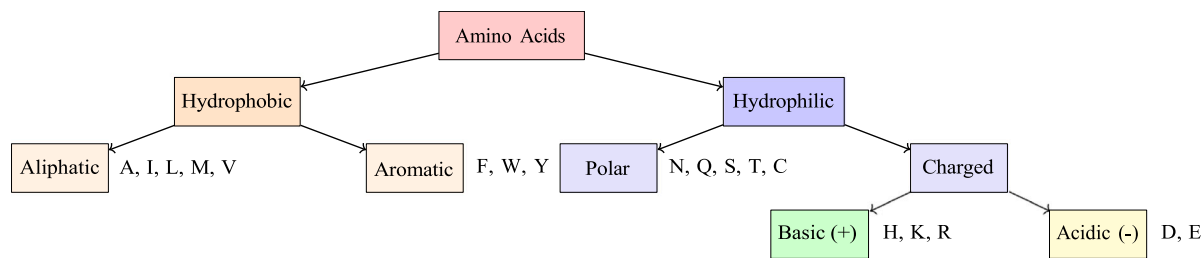 Amino Acids
Hydrophobic
Hydrophilic
Aliphatic
A, I, L, M, V
Aromatic
F, W, Y
Polar
N, Q, S, T, C
Charged
Basic (+)
H, K, R
Acidic (-)
D, E